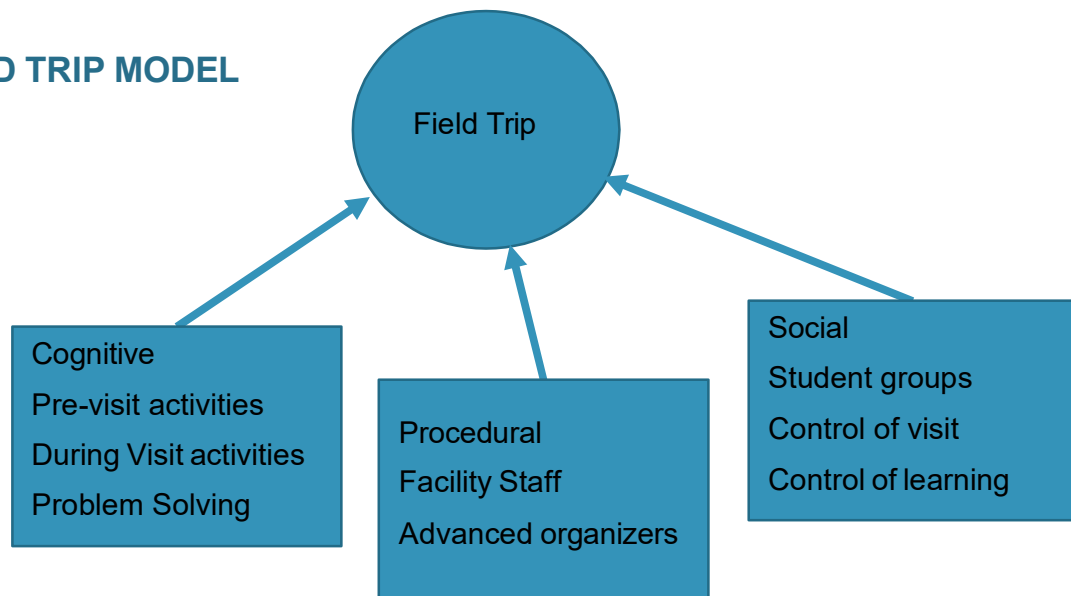 D TRIP MODEL
Field Trip
Cognitive
Pre-visit activities
During Visit activities
Problem Solving
Procedural
Facility Staff
Advanced organizers
Social
Student groups
Control of visit
Control of learning